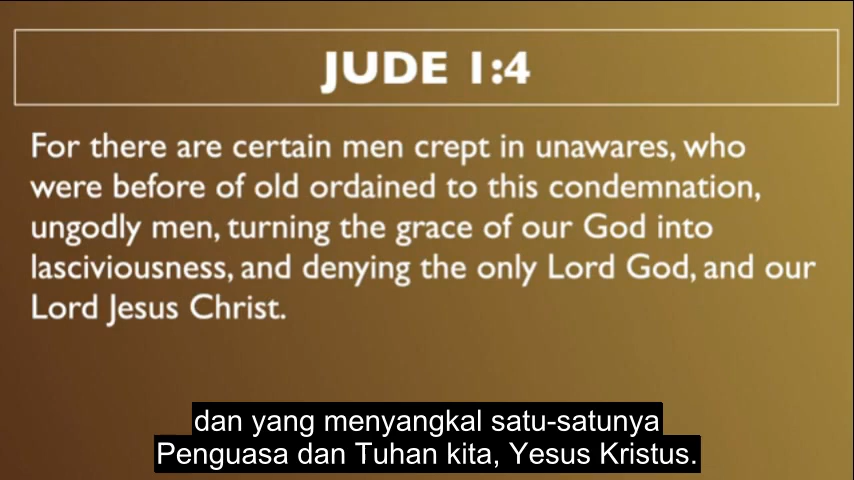 JUDE 1:4
For there are certain men crept in unawares, who
were before of old ordained to this condemnation,
ungodly men, turning the grace of our God into
lasciviousness, and denying the only Lord God, and our
Lord Jesus Christ.
dan yang menyangkal satu-satunya
Penguasa dan Tuhan kita, Yesus Kristus.